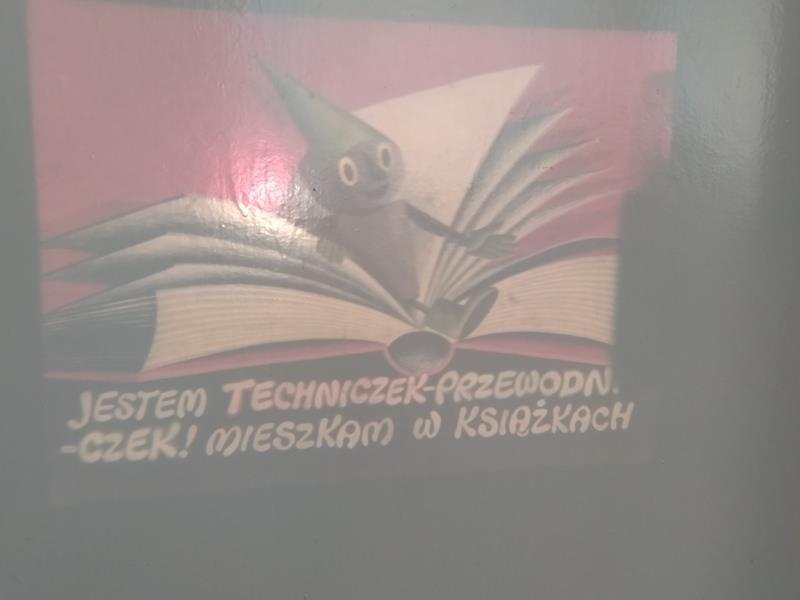 JESTEM TECHNICZEK-PRZEWODN.
-CZEK! MIESZKAM W KSIĄŻKACH